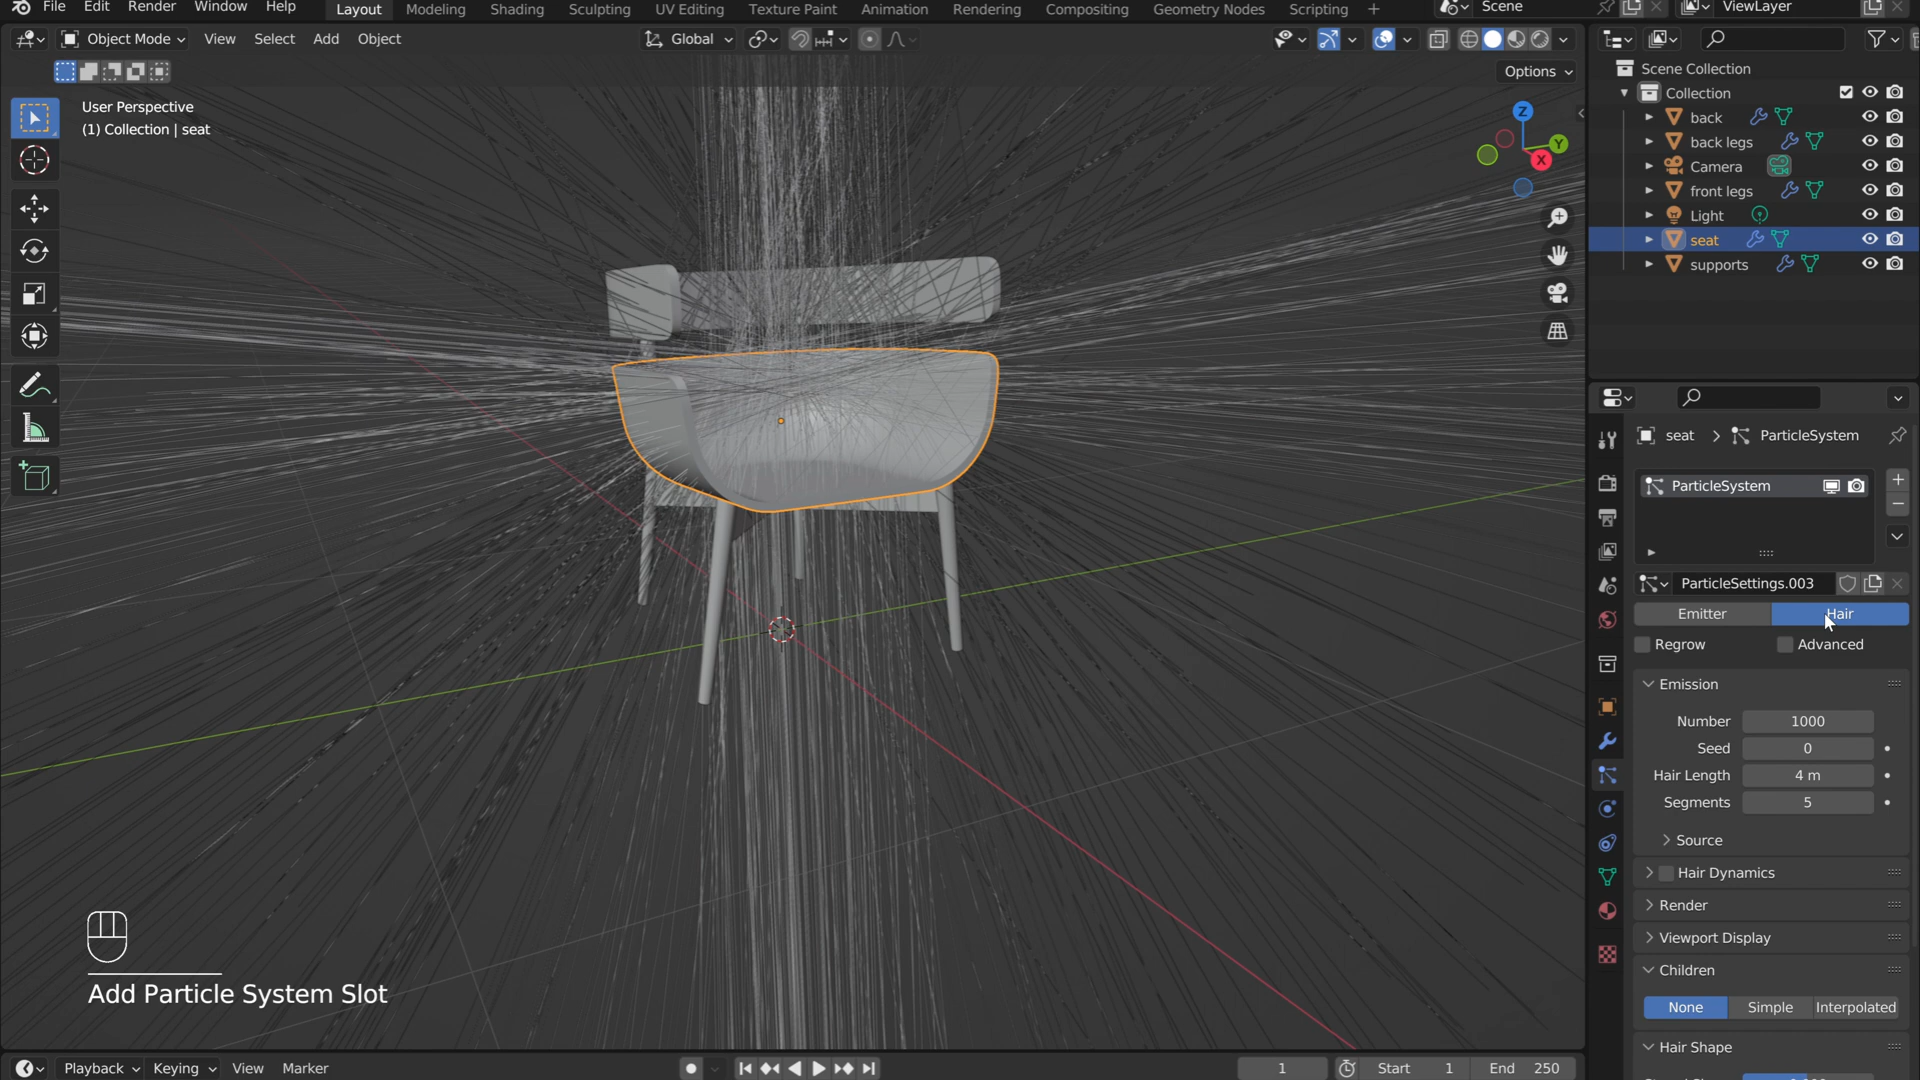 File Edit Render Window Help Layout Modeling Shading Sculpting UV Editing Texture Paint Animation Rendering Compositing Geometry Nodes Scripting + Scene ViewLayer
Object Mode View Select Add Object Global
Options
User Perspective
(1) Collection | seat
Z
Y
X
Scene Collection
Collection
back
back legs
Camera
front legs
Light
seat
supports
seat > ParticleSystem
ParticleSystem
ParticleSettings.003
Emitter Hair
Regrow Advanced
Emission
Number 1000
Seed 0
Hair Length 4 m
Segments 5
Source
Hair Dynamics
Render
Viewport Display
Children
None Simple Interpolated
Hair Shape
Add Particle System Slot
Playback Keying View Marker 1 Start 1 End 250